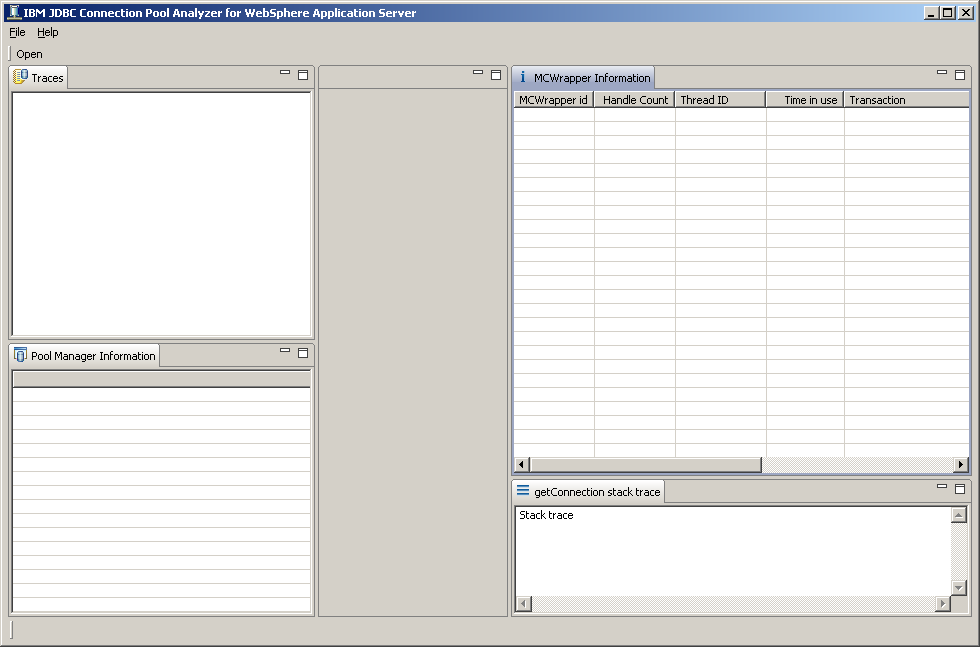 IBM JDBC Connection Pool Analyzer for WebSphere Application Server
File Help
Open
Traces
MCWrapper Information
MCWrapper id Handle Count Thread ID Time in use Transaction
Pool Manager Information
getConnection stack trace
Stack trace